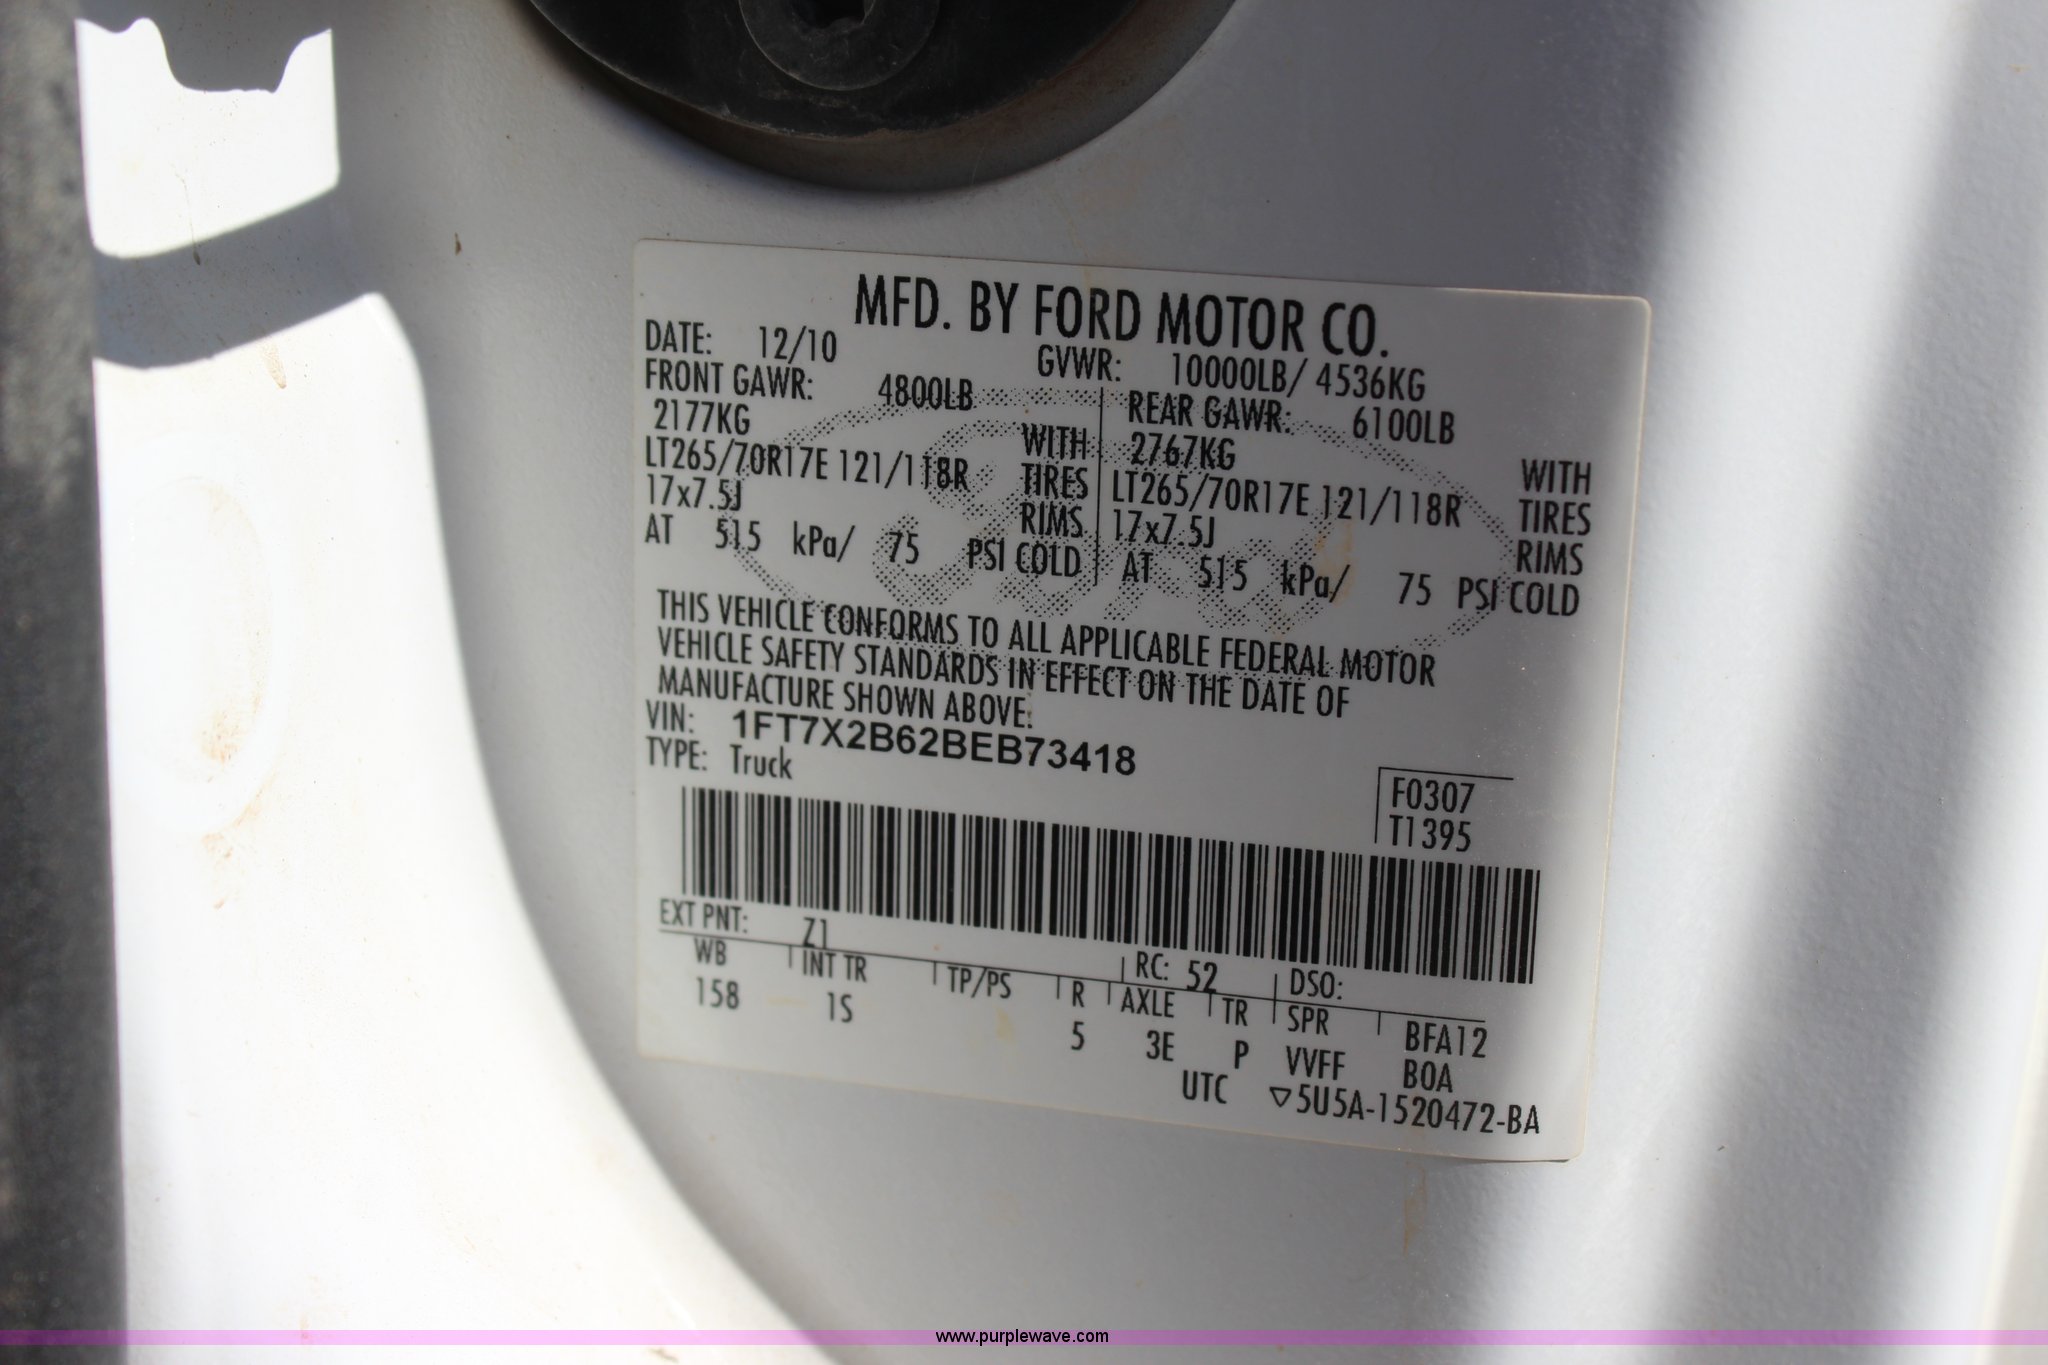 MFD. BY FORD MOTOR CO.
DATE: 12/10 GVWR: 10000LB/ 4536KG
FRONT GAWR: 4800LB REAR GAWR: 6100LB
2177KG WITH 2767KG WITH
LT265/70R17E 121/118R TIRES LT265/70R17E 121/118R TIRES
17x7.5J RIMS 17x7.5J RIMS
AT 515 kPa/ 75 PSI COLD AT 515 kPa/ 75 PSI COLD
THIS VEHICLE CONFORMS TO ALL APPLICABLE FEDERAL MOTOR
VEHICLE SAFETY STANDARDS IN EFFECT ON THE DATE OF
MANUFACTURE SHOWN ABOVE.
VIN: 1FT7X2B62BEB73418
TYPE: Truck
F0307
T1395
EXT PNT: Z1 RC: 52 DSO:
WB INT TR TP/PS R AXLE TR SPR BFA12
158 1S 5 3E P VVFF BOA
UTC ▽5U5A-1520472-BA
www.purplewave.com